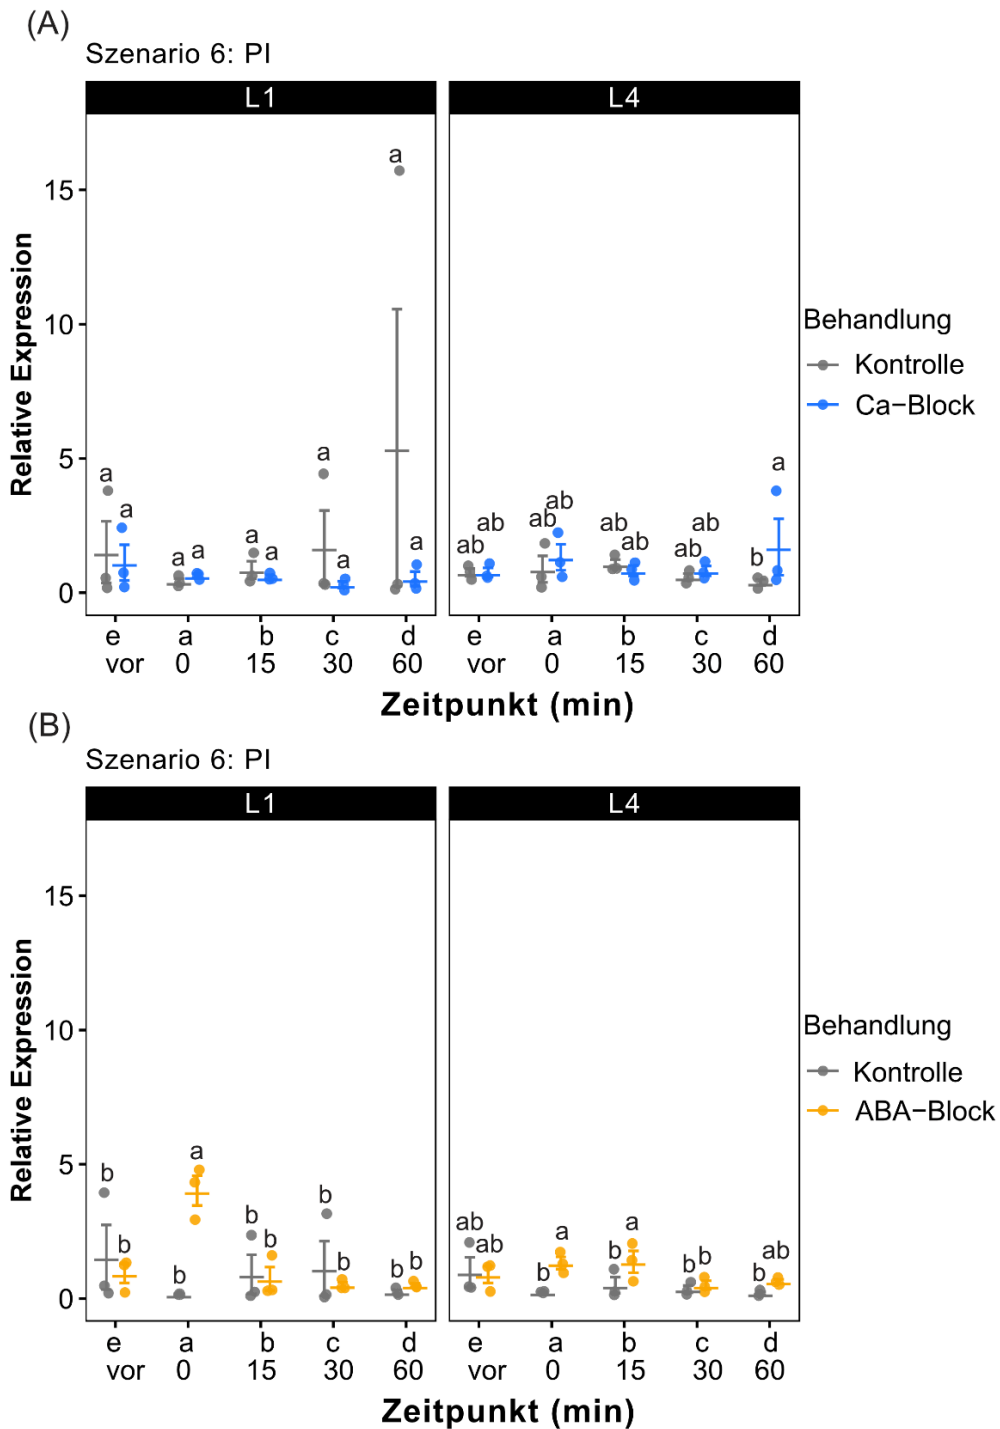 (A)
Szenario 6: PI
L1 L4
a
15
a
10
Behandlung
Kontrolle
Ca−Block
Relative Expression
5
a a a a
a a a a a a
ab ab ab ab ab ab ab ab b a
0
e a b c d e a b c d
vor 0 15 30 60 vor 0 15 30 60
Zeitpunkt (min)
(B)
Szenario 6: PI
L1 L4
15
10
Behandlung
Kontrolle
ABA−Block
Relative Expression
5
b b b a b b b b b b
ab ab b a b a b b b ab
0
e a b c d e a b c d
vor 0 15 30 60 vor 0 15 30 60
Zeitpunkt (min)